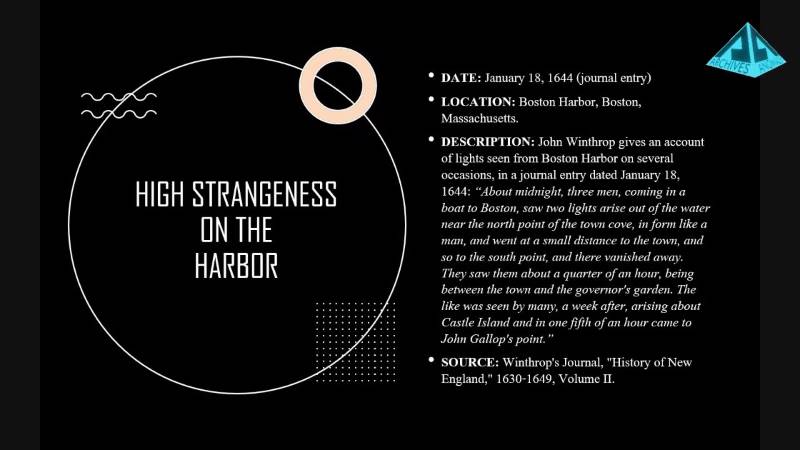 HIGH STRANGENESS
ON THE
HARBOR
• DATE: January 18, 1644 (journal entry)
• LOCATION: Boston Harbor, Boston,
Massachusetts.
• DESCRIPTION: John Winthrop gives an account
of lights seen from Boston Harbor on several
occasions, in a journal entry dated January 18,
1644: “About midnight, three men, coming in a
boat to Boston, saw two lights arise out of the water
near the north point of the town cove, in form like a
man, and went at a small distance to the town, and
so to the south point, and there vanished away.
They saw them about a quarter of an hour, being
between the town and the governor's garden. The
like was seen by many, a week after, arising about
Castle Island and in one fifth of an hour came to
John Gallop's point.”
• SOURCE: Winthrop's Journal, "History of New
England," 1630-1649, Volume II.
ARCHIVES